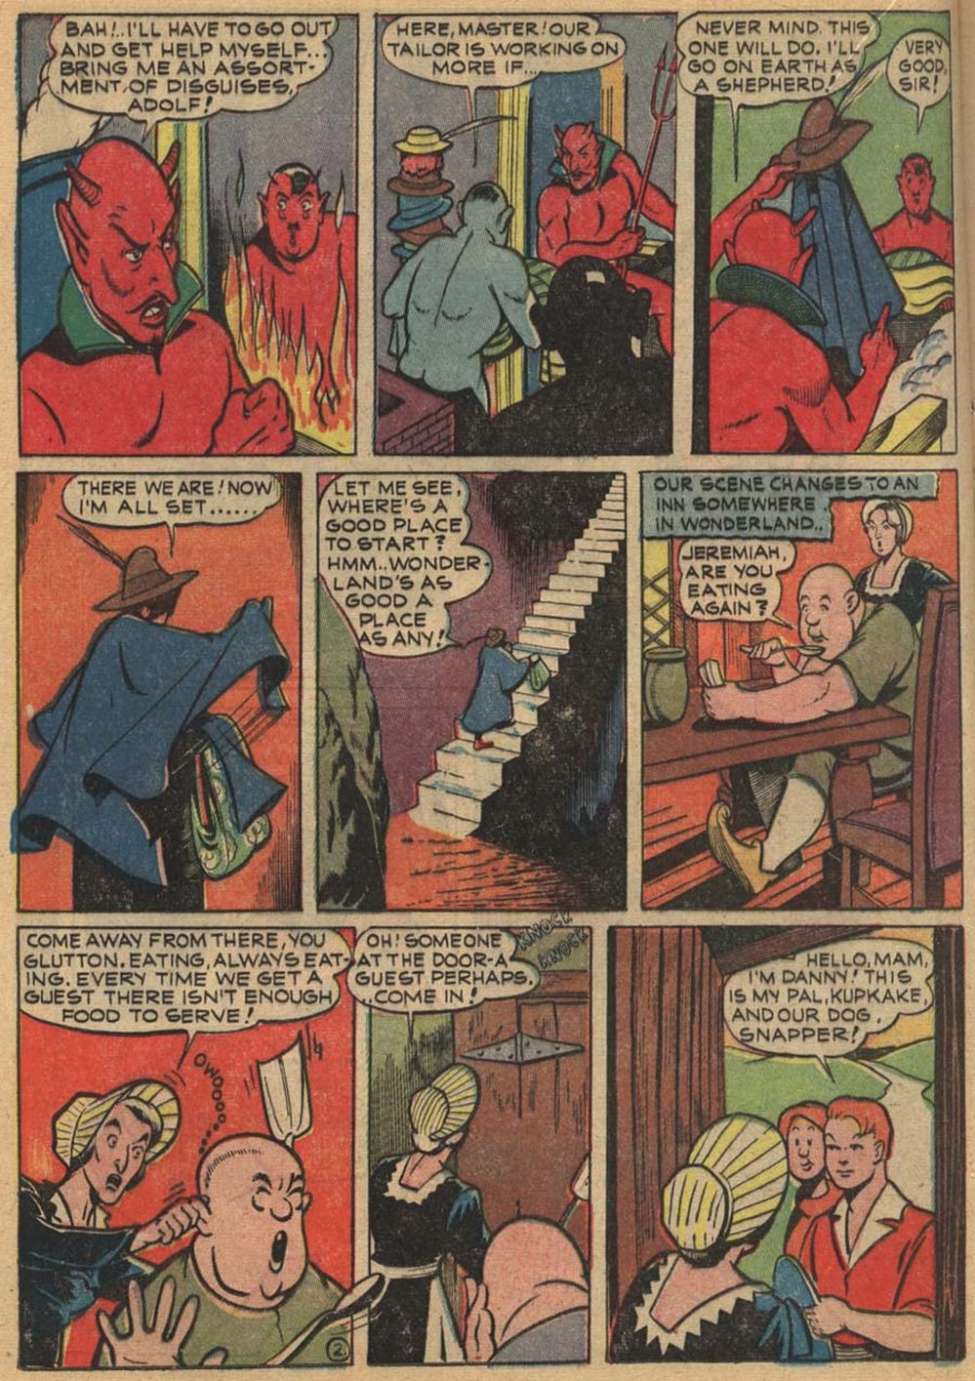 BAH!..I'LL HAVE TO GO OUT
AND GET HELP MYSELF...
BRING ME AN ASSORT-
MENT OF DISGUISES,
ADOLF!
HERE, MASTER! OUR
TAILOR IS WORKING ON
MORE IF...
NEVER MIND. THIS
ONE WILL DO. I'LL
GO ON EARTH AS
A SHEPHERD!
VERY
GOOD,
SIR!
THERE WE ARE! NOW
I'M ALL SET......
LET ME SEE,
WHERE'S A
GOOD PLACE
TO START?
HMM..WONDER-
LAND'S AS
GOOD A
PLACE
AS ANY!
OUR SCENE CHANGES TO AN
INN SOMEWHERE
IN WONDERLAND..
JEREMIAH,
ARE YOU
EATING
AGAIN?
COME AWAY FROM THERE, YOU
GLUTTON. EATING, ALWAYS EAT-
ING. EVERY TIME WE GET A
GUEST THERE ISN'T ENOUGH
FOOD TO SERVE!
OWOOOO
2
KNOCK
KNOCK
OH! SOMEONE
AT THE DOOR-A
GUEST PERHAPS.
..COME IN!
HELLO, MAM,
I'M DANNY! THIS
IS MY PAL, KUPKAKE,
AND OUR DOG,
SNAPPER!